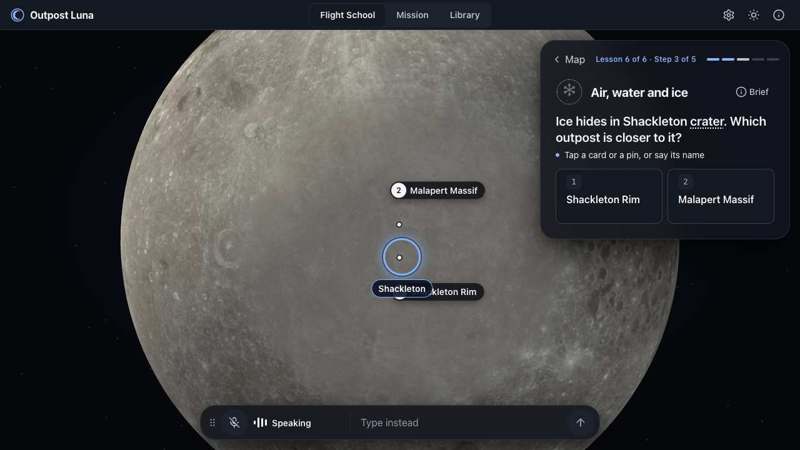 Outpost Luna
Flight School
Mission
Library
Map
Lesson 6 of 6 · Step 3 of 5
Air, water and ice
Brief
Ice hides in Shackleton crater. Which
outpost is closer to it?
Tap a card or a pin, or say its name
1
Shackleton Rim
2
Malapert Massif
2 Malapert Massif
Shackleton
kleton Rim
Speaking
Type instead